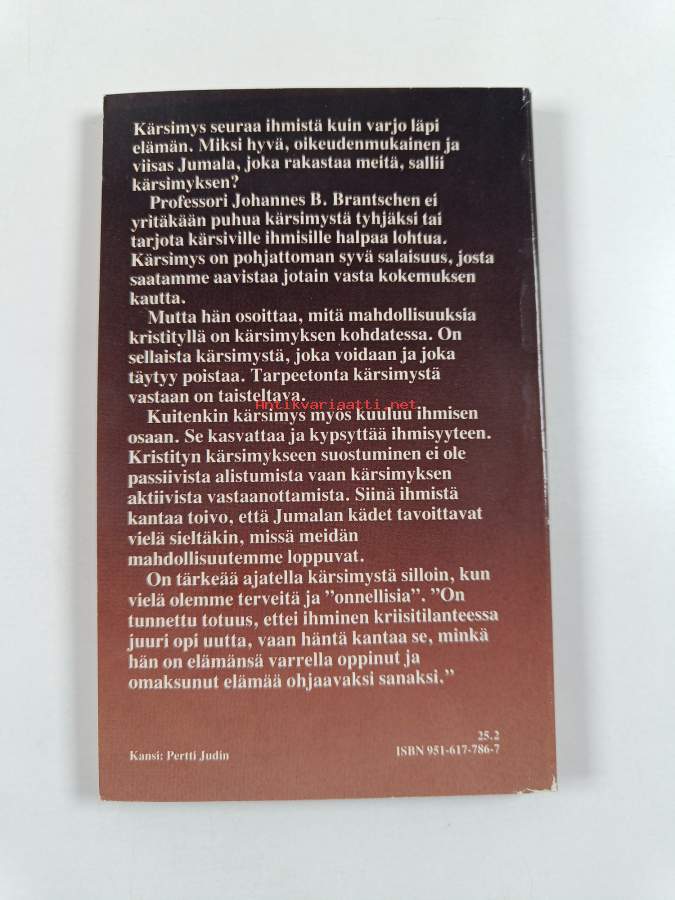 Kärsimys seuraa ihmistä kuin varjo läpi
elämän. Miksi hyvä, oikeudenmukainen ja
viisas Jumala, joka rakastaa meitä, sallii
kärsimyksen?
Professori Johannes B. Brantschen ei
yritäkään puhua kärsimystä tyhjäksi tai
tarjota kärsiville ihmisille halpaa lohtua.
Kärsimys on pohjattoman syvä salaisuus, josta
saatamme aavistaa jotain vasta kokemuksen
kautta.
Mutta hän osoittaa, mitä mahdollisuuksia
kristityllä on kärsimyksen kohdatessa. On
sellaista kärsimystä, joka voidaan ja joka
täytyy poistaa. Tarpeetonta kärsimystä
vastaan on taisteltava.
Antikvariaatti.net
Kuitenkin kärsimys myös kuuluu ihmisen
osaan. Se kasvattaa ja kypsyttää ihmisyyteen.
Kristityn kärsimykseen suostuminen ei ole
passiivista alistumista vaan kärsimyksen
aktiivista vastaanottamista. Siinä ihmistä
kantaa toivo, että Jumalan kädet tavoittavat
vielä sieltäkin, missä meidän
mahdollisuutemme loppuvat.
On tärkeää ajatella kärsimystä silloin, kun
vielä olemme terveitä ja ”onnellisia”. ”On
tunnettu totuus, ettei ihminen kriisitilanteessa
juuri opi uutta, vaan häntä kantaa se, minkä
hän on elämänsä varrella oppinut ja
omaksunut elämää ohjaavaksi sanaksi.”
25.2
Kansi: Pertti Judin
ISBN 951-617-786-7